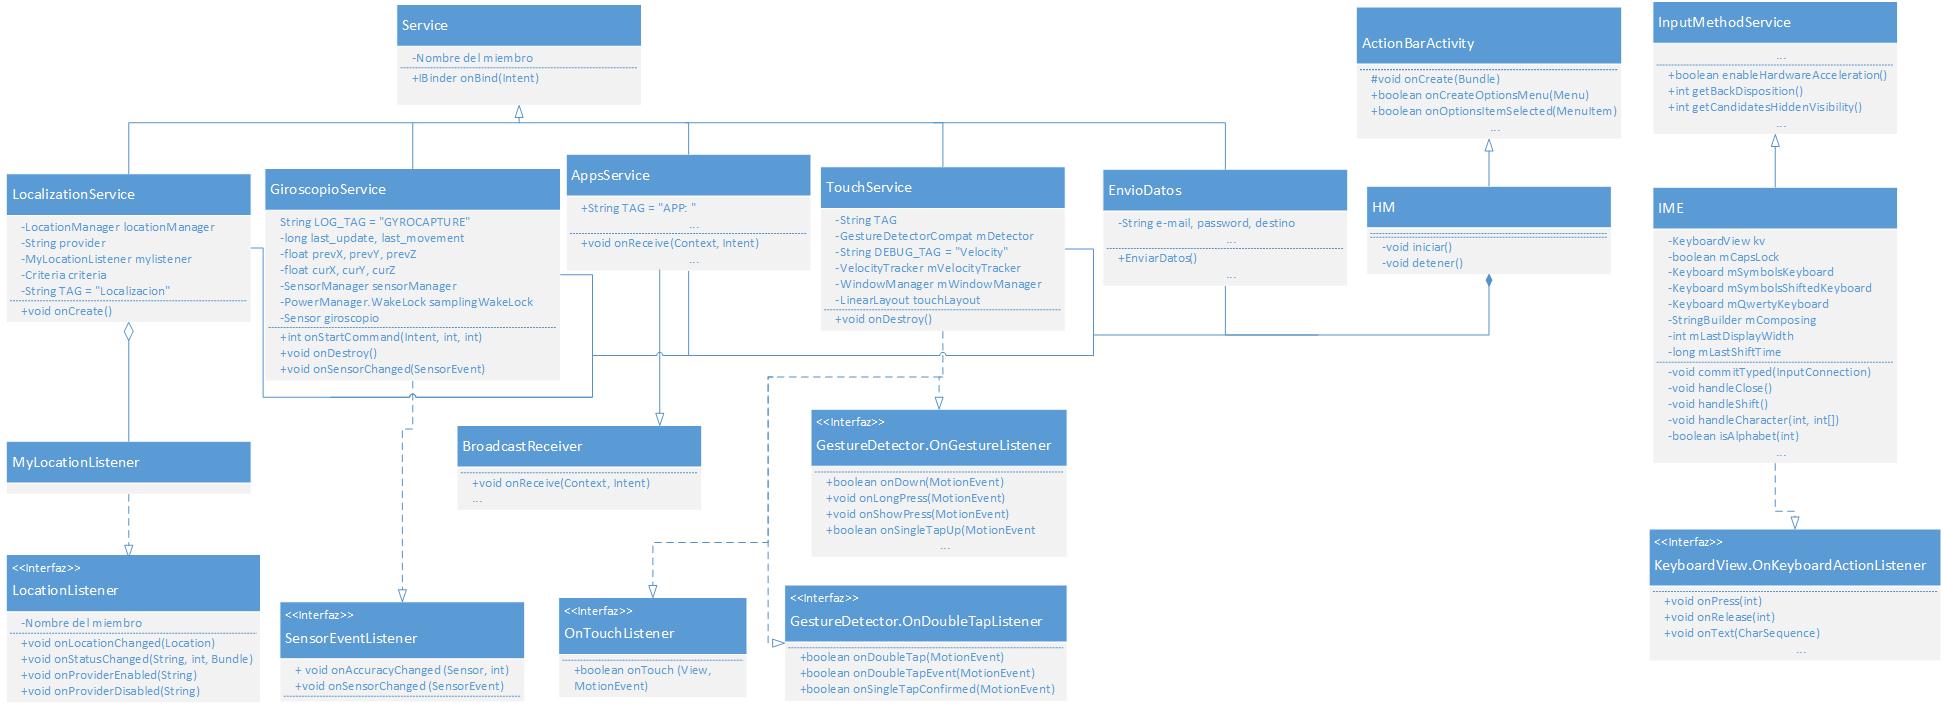 Service
-Nombre del miembro
+IBinder onBind(Intent)
ActionBarActivity
#void onCreate(Bundle)
+boolean onCreateOptionsMenu(Menu)
+boolean onOptionsItemSelected(MenuItem)
...
InputMethodService
...
+boolean enableHardwareAcceleration()
+int getBackDisposition()
+int getCandidatesHiddenVisibility()
...
LocalizationService
-LocationManager locationManager
-String provider
-MyLocationListener mylistener
-Criteria criteria
-String TAG = "Localizacion"
+void onCreate()
GiroscopioService
String LOG_TAG = "GYROCAPTURE"
-long last_update, last_movement
-float prevX, prevY, prevZ
-float curX, curY, curZ
-SensorManager sensorManager
-PowerManager.WakeLock samplingWakeLock
-Sensor giroscopio
+int onStartCommand(Intent, int, int)
+void onDestroy()
+void onSensorChanged(SensorEvent)
AppsService
+String TAG = "APP: "
...
+void onReceive(Context, Intent)
...
TouchService
-String TAG
-GestureDetectorCompat mDetector
-String DEBUG_TAG = "Velocity"
-VelocityTracker mVelocityTracker
-WindowManager mWindowManager
-LinearLayout touchLayout
+void onDestroy()
EnvioDatos
-String e-mail, password, destino
...
+EnviarDatos()
...
HM
-void iniciar()
-void detener()
IME
-KeyboardView kv
-boolean mCapsLock
-Keyboard mSymbolsKeyboard
-Keyboard mSymbolsShiftedKeyboard
-Keyboard mQwertyKeyboard
-StringBuilder mComposing
-int mLastDisplayWidth
-long mLastShiftTime
-void commitTyped(InputConnection)
-void handleClose()
-void handleShift()
-void handleCharacter(int, int[])
-boolean isAlphabet(int)
...
MyLocationListener
BroadcastReceiver
+void onReceive(Context, Intent)
...
<<Interfaz>>
GestureDetector.OnGestureListener
+boolean onDown(MotionEvent)
+void onLongPress(MotionEvent)
+void onShowPress(MotionEvent)
+boolean onSingleTapUp(MotionEvent
...
<<Interfaz>>
LocationListener
-Nombre del miembro
+void onLocationChanged(Location)
+void onStatusChanged(String, int, Bundle)
+void onProviderEnabled(String)
+void onProviderDisabled(String)
<<Interfaz>>
SensorEventListener
+ void onAccuracyChanged (Sensor, int)
+void onSensorChanged (SensorEvent)
<<Interfaz>>
OnTouchListener
+boolean onTouch (View,
MotionEvent)
<<Interfaz>>
GestureDetector.OnDoubleTapListener
+boolean onDoubleTap(MotionEvent)
+boolean onDoubleTapEvent(MotionEvent)
+boolean onSingleTapConfirmed(MotionEvent)
<<Interfaz>>
KeyboardView.OnKeyboardActionListener
+void onPress(int)
+void onRelease(int)
+void onText(CharSequence)
...